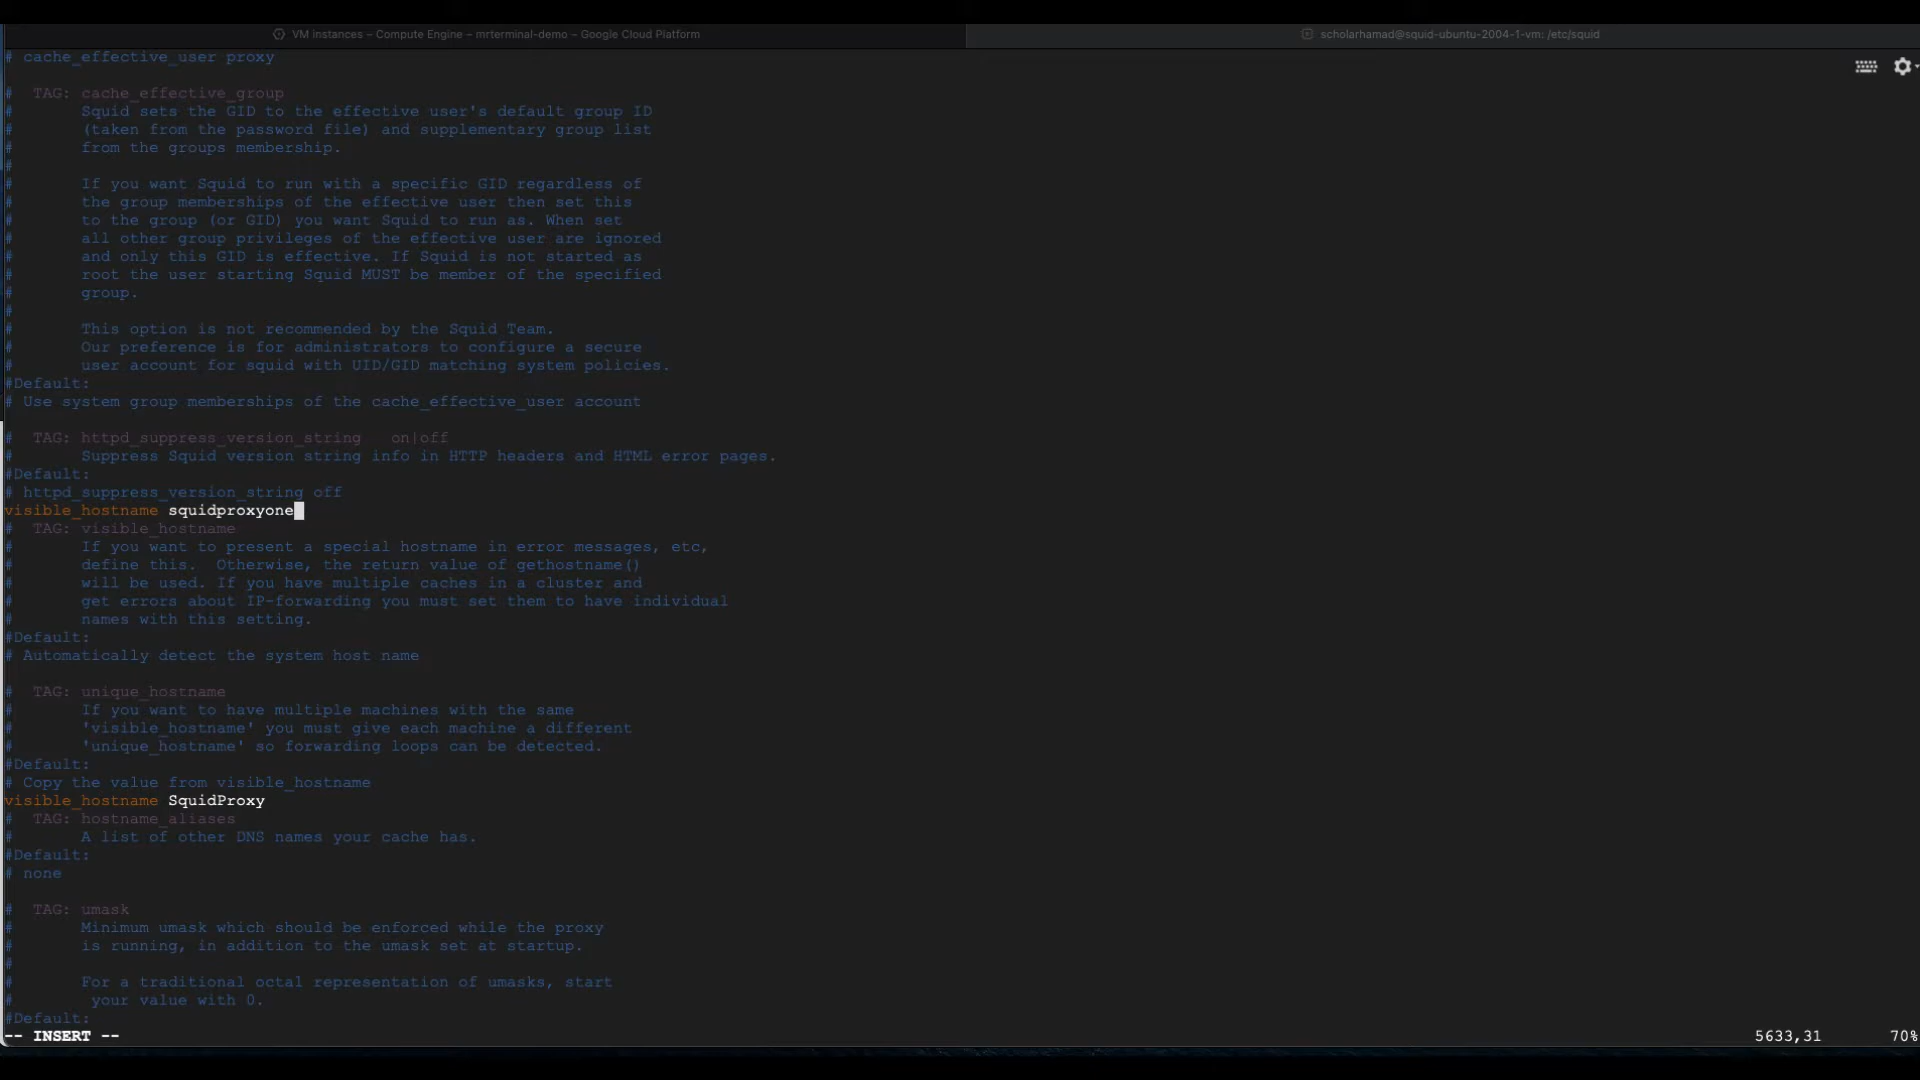 VM instances – Compute Engine – mrterminal-demo – Google Cloud Platform
scholarhamad@squid-ubuntu-2004-1-vm: /etc/squid
# cache_effective_user proxy
#  TAG: cache_effective_group
#       Squid sets the GID to the effective user's default group ID
#       (taken from the password file) and supplementary group list
#       from the groups membership.
#
#       If you want Squid to run with a specific GID regardless of
#       the group memberships of the effective user then set this
#       to the group (or GID) you want Squid to run as. When set
#       all other group privileges of the effective user are ignored
#       and only this GID is effective. If Squid is not started as
#       root the user starting Squid MUST be member of the specified
#       group.
#
#       This option is not recommended by the Squid Team.
#       Our preference is for administrators to configure a secure
#       user account for squid with UID/GID matching system policies.
#Default:
# Use system group memberships of the cache_effective_user account
#  TAG: httpd_suppress_version_string   on|off
#       Suppress Squid version string info in HTTP headers and HTML error pages.
#Default:
# httpd_suppress_version_string off
visible_hostname squidproxyone
#  TAG: visible_hostname
#       If you want to present a special hostname in error messages, etc,
#       define this.  Otherwise, the return value of gethostname()
#       will be used. If you have multiple caches in a cluster and
#       get errors about IP-forwarding you must set them to have individual
#       names with this setting.
#Default:
# Automatically detect the system host name
#  TAG: unique_hostname
#       If you want to have multiple machines with the same
#       'visible_hostname' you must give each machine a different
#       'unique_hostname' so forwarding loops can be detected.
#Default:
# Copy the value from visible_hostname
visible_hostname SquidProxy
#  TAG: hostname_aliases
#       A list of other DNS names your cache has.
#Default:
# none
#  TAG: umask
#       Minimum umask which should be enforced while the proxy
#       is running, in addition to the umask set at startup.
#
#       For a traditional octal representation of umasks, start
#        your value with 0.
#Default:
-- INSERT --
5633,31
70%